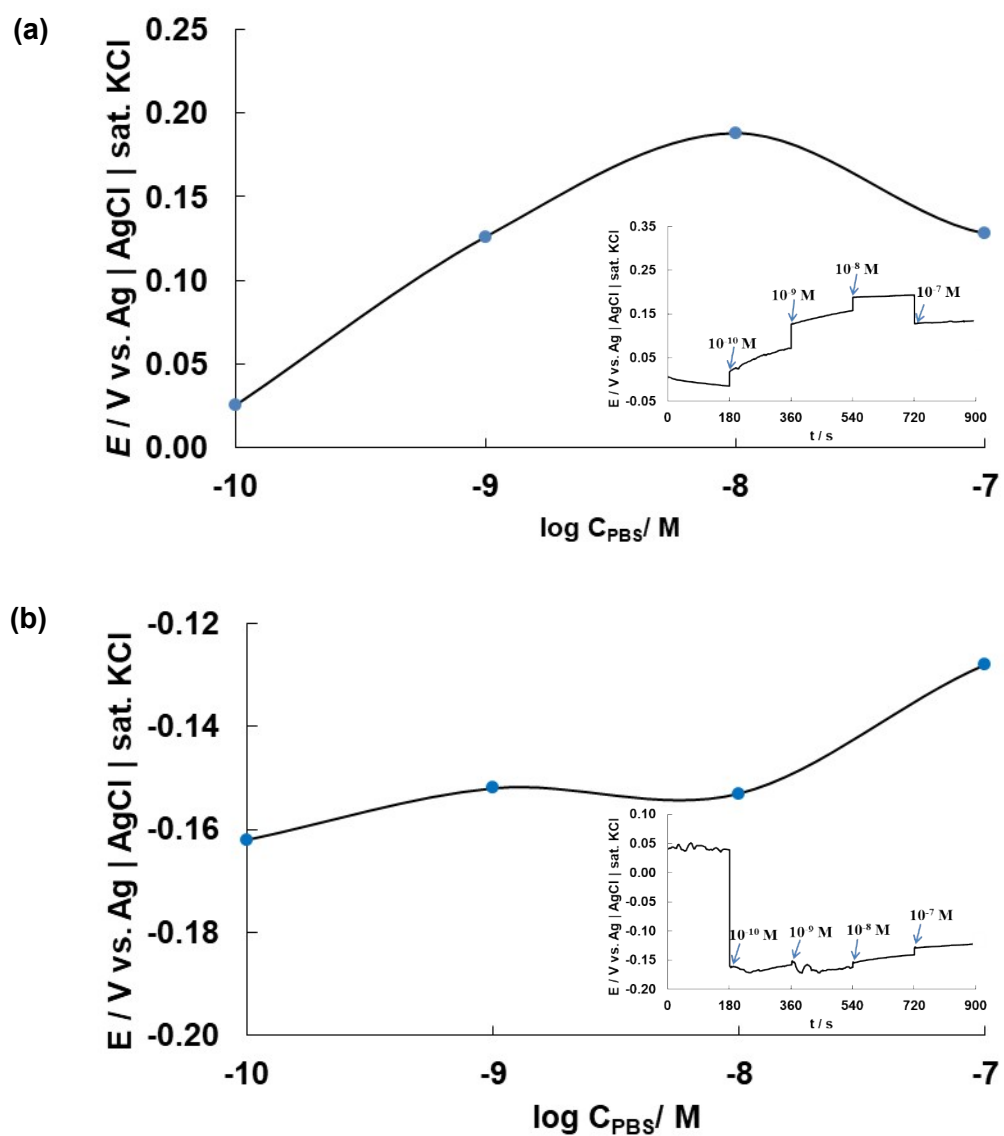 (a)
E / V vs. Ag | AgCl | sat. KCl
0.25
0.20
0.15
0.10
0.05
0.00
-10
-9
-8
-7
log C_PBS/ M
E / V vs. Ag | AgCl | sat. KCl
0.35
0.25
0.15
0.05
-0.05
0
180
360
540
720
900
t / s
10⁻¹⁰ M
10⁻⁹ M
10⁻⁸ M
10⁻⁷ M
(b)
E / V vs. Ag | AgCl | sat. KCl
-0.12
-0.14
-0.16
-0.18
-0.20
-10
-9
-8
-7
log C_PBS/ M
E / V vs. Ag | AgCl | sat. KCl
0.10
0.05
0.00
-0.05
-0.10
-0.15
-0.20
0
180
360
540
720
900
t / s
10⁻¹⁰ M
10⁻⁹ M
10⁻⁸ M
10⁻⁷ M